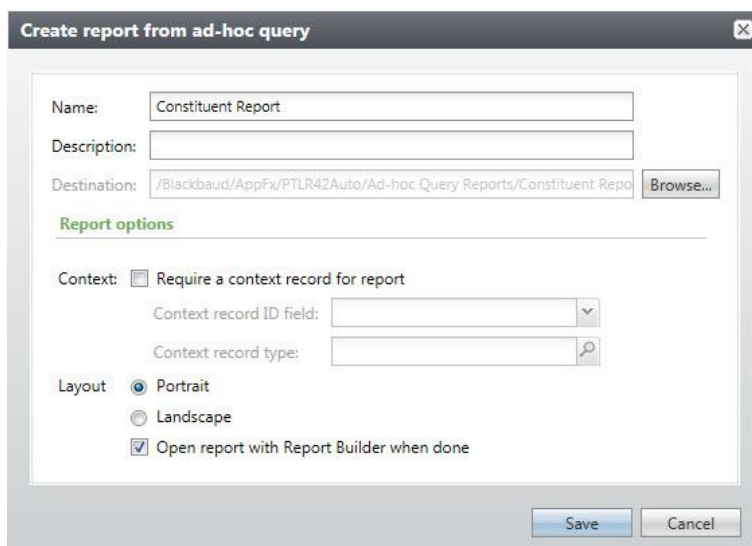 Create report from ad-hoc query
Name: Constituent Report
Description:
Destination: /Blackbaud/AppFx/PTLR42Auto/Ad-hoc Query Reports/Constituent Repo Browse...
Report options
Context: Require a context record for report
Context record ID field:
Context record type:
Layout Portrait
Landscape
Open report with Report Builder when done
Save Cancel